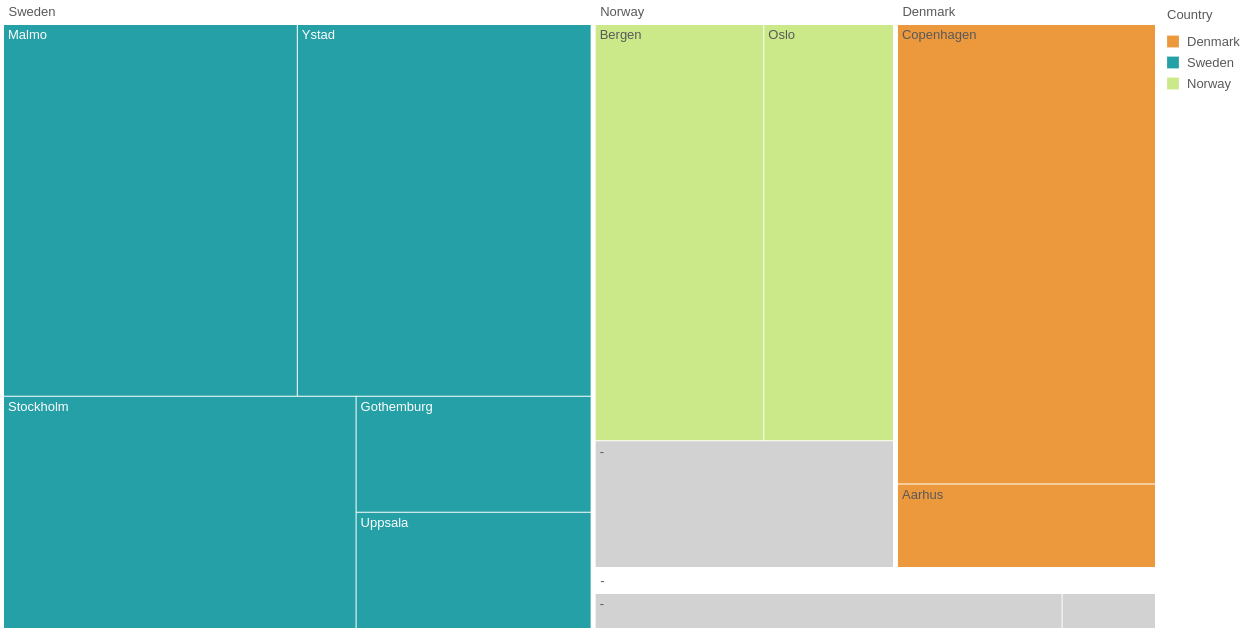 Sweden
Malmo
Ystad
Stockholm
Gothemburg
Uppsala
Norway
Bergen
Oslo
-
Denmark
Copenhagen
Aarhus
-
-
Country
Denmark
Sweden
Norway